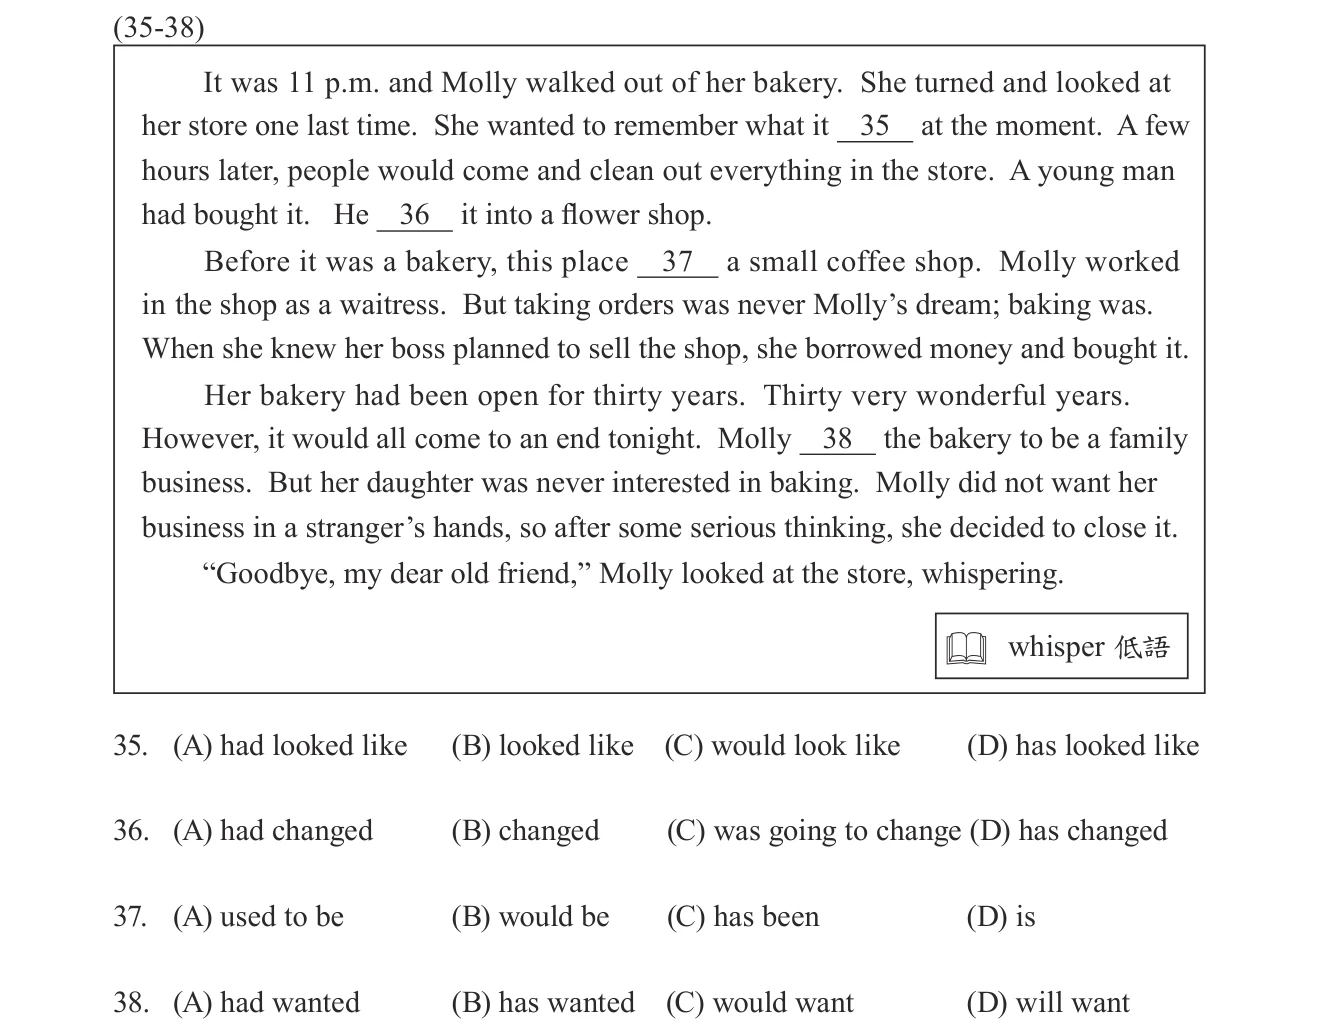 (35-38)
It was 11 p.m. and Molly walked out of her bakery. She turned and looked at
her store one last time. She wanted to remember what it 35 at the moment. A few
hours later, people would come and clean out everything in the store. A young man
had bought it. He 36 it into a flower shop.
Before it was a bakery, this place 37 a small coffee shop. Molly worked
in the shop as a waitress. But taking orders was never Molly’s dream; baking was.
When she knew her boss planned to sell the shop, she borrowed money and bought it.
Her bakery had been open for thirty years. Thirty very wonderful years.
However, it would all come to an end tonight. Molly 38 the bakery to be a family
business. But her daughter was never interested in baking. Molly did not want her
business in a stranger’s hands, so after some serious thinking, she decided to close it.
“Goodbye, my dear old friend,” Molly looked at the store, whispering.
whisper 低語
35. (A) had looked like (B) looked like (C) would look like (D) has looked like
36. (A) had changed (B) changed (C) was going to change (D) has changed
37. (A) used to be (B) would be (C) has been (D) is
38. (A) had wanted (B) has wanted (C) would want (D) will want